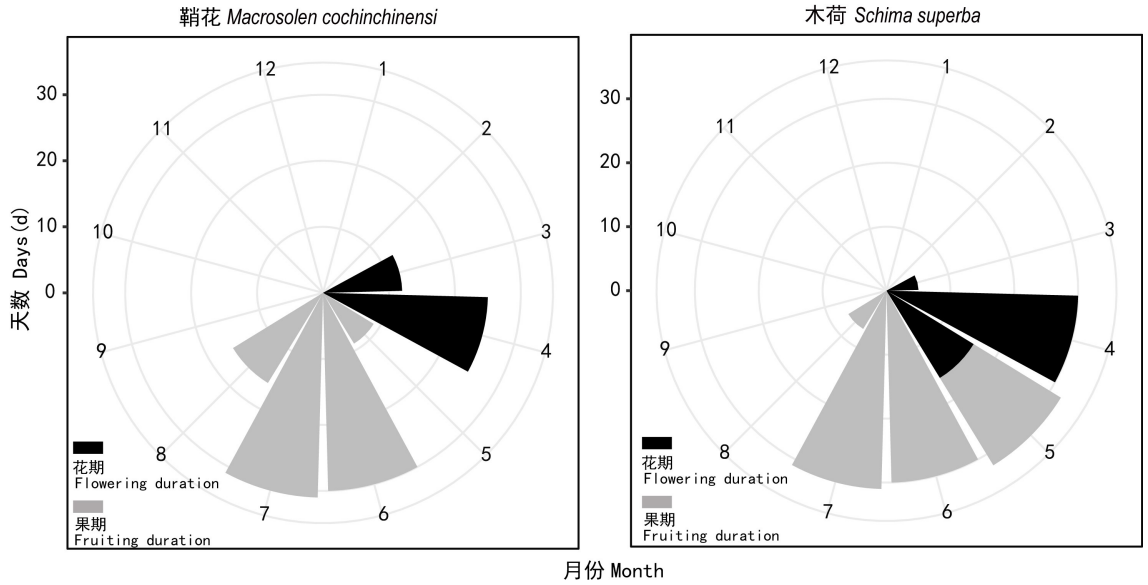 鞘花 Macrosolen cochinchinensi
木荷 Schima superba
天数 Days(d)
30
20
10
0
12
1
2
3
4
5
6
7
8
9
10
11
花期
Flowering duration
果期
Fruiting duration
30
20
10
0
12
1
2
3
4
5
6
7
8
9
10
11
花期
Flowering duration
果期
Fruiting duration
月份 Month